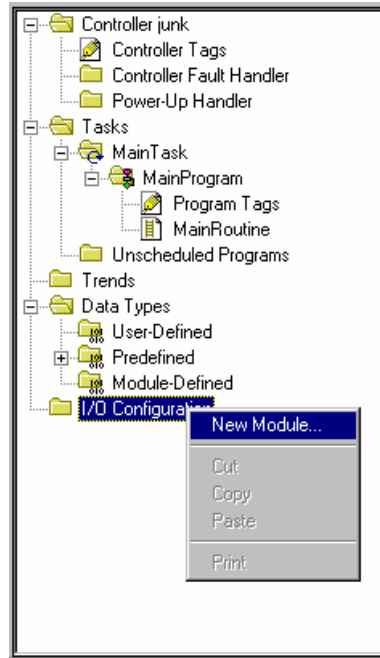 Controller junk
Controller Tags
Controller Fault Handler
Power-Up Handler
Tasks
MainTask
MainProgram
Program Tags
MainRoutine
Unscheduled Programs
Trends
Data Types
User-Defined
Predefined
Module-Defined
I/O Configuration
New Module...
Cut
Copy
Paste
Print